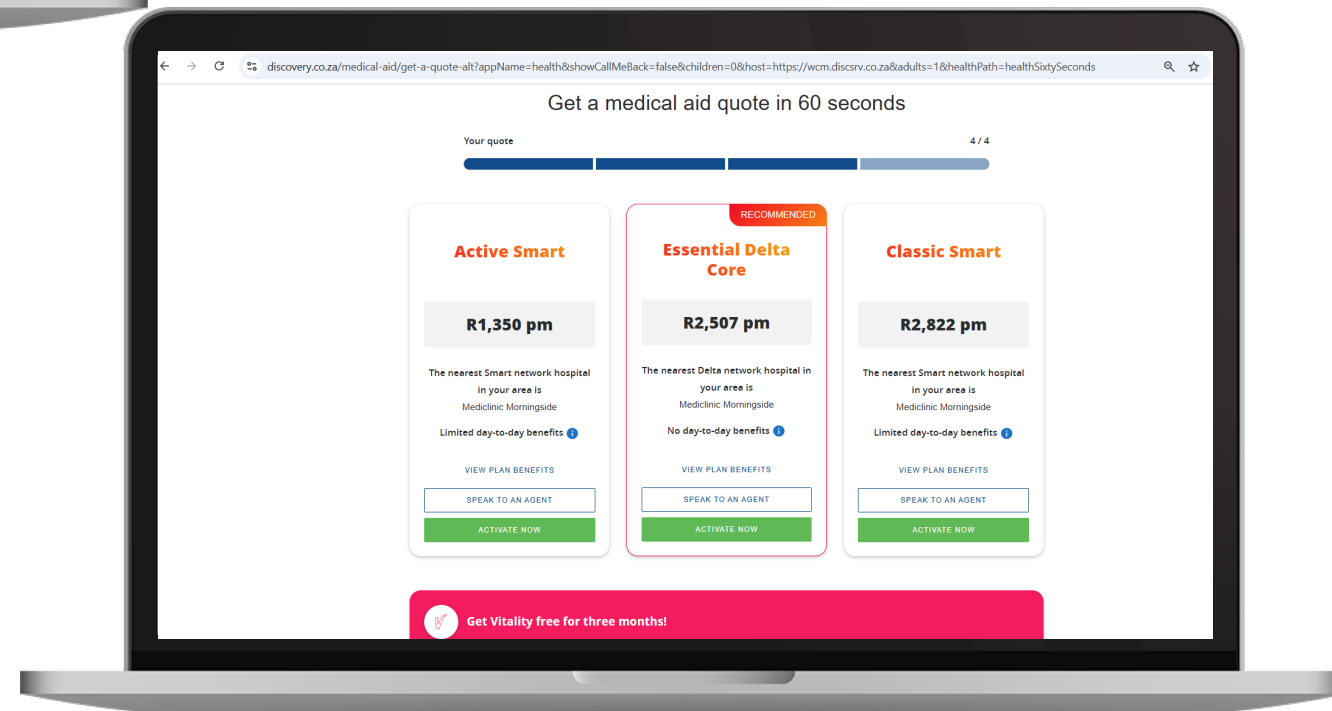 discovery.co.za/medical-aid/get-a-quote-alt?appName=health&showCallMeBack=false&children=0&host=https://wcm.discsrv.co.za&adults=1&healthPath=healthSixtySeconds
Get a medical aid quote in 60 seconds
Your quote
4 / 4
Active Smart
R1,350 pm
The nearest Smart network hospital
in your area is
Mediclinic Morningside
Limited day-to-day benefits
VIEW PLAN BENEFITS
SPEAK TO AN AGENT
ACTIVATE NOW
RECOMMENDED
Essential Delta
Core
R2,507 pm
The nearest Delta network hospital in
your area is
Mediclinic Morningside
No day-to-day benefits
VIEW PLAN BENEFITS
SPEAK TO AN AGENT
ACTIVATE NOW
Classic Smart
R2,822 pm
The nearest Smart network hospital
in your area is
Mediclinic Morningside
Limited day-to-day benefits
VIEW PLAN BENEFITS
SPEAK TO AN AGENT
ACTIVATE NOW
Get Vitality free for three months!